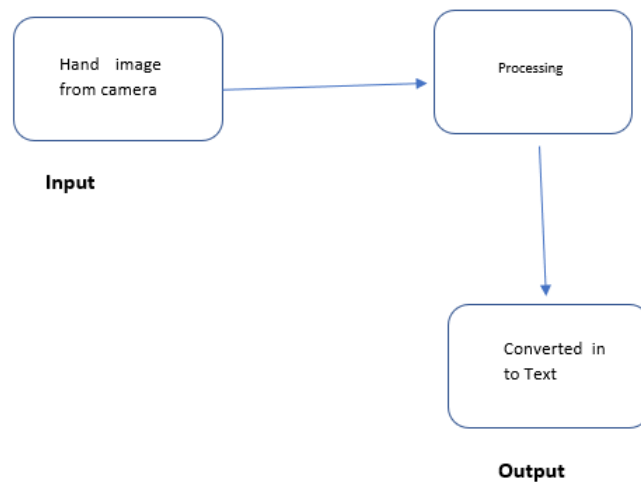 Hand image
from camera
Processing
Input
Converted in
to Text
Output